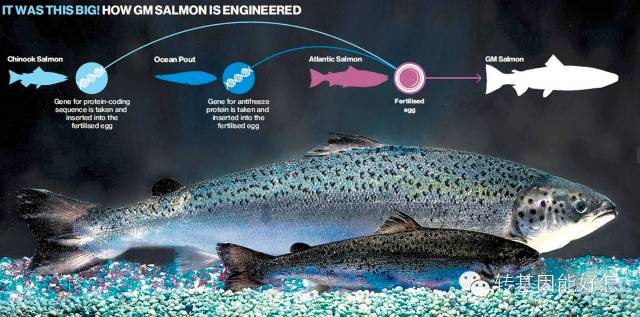 IT WAS THIS BIG! HOW GM SALMON IS ENGINEERED
Chinook Salmon
Ocean Pout
Atlantic Salmon
GM Salmon
Gene for protein-coding
sequence is taken and
inserted into the
fertilised egg
Gene for antifreeze
protein is taken and
inserted into the
fertilised egg
Fertilised
egg
转基因能好